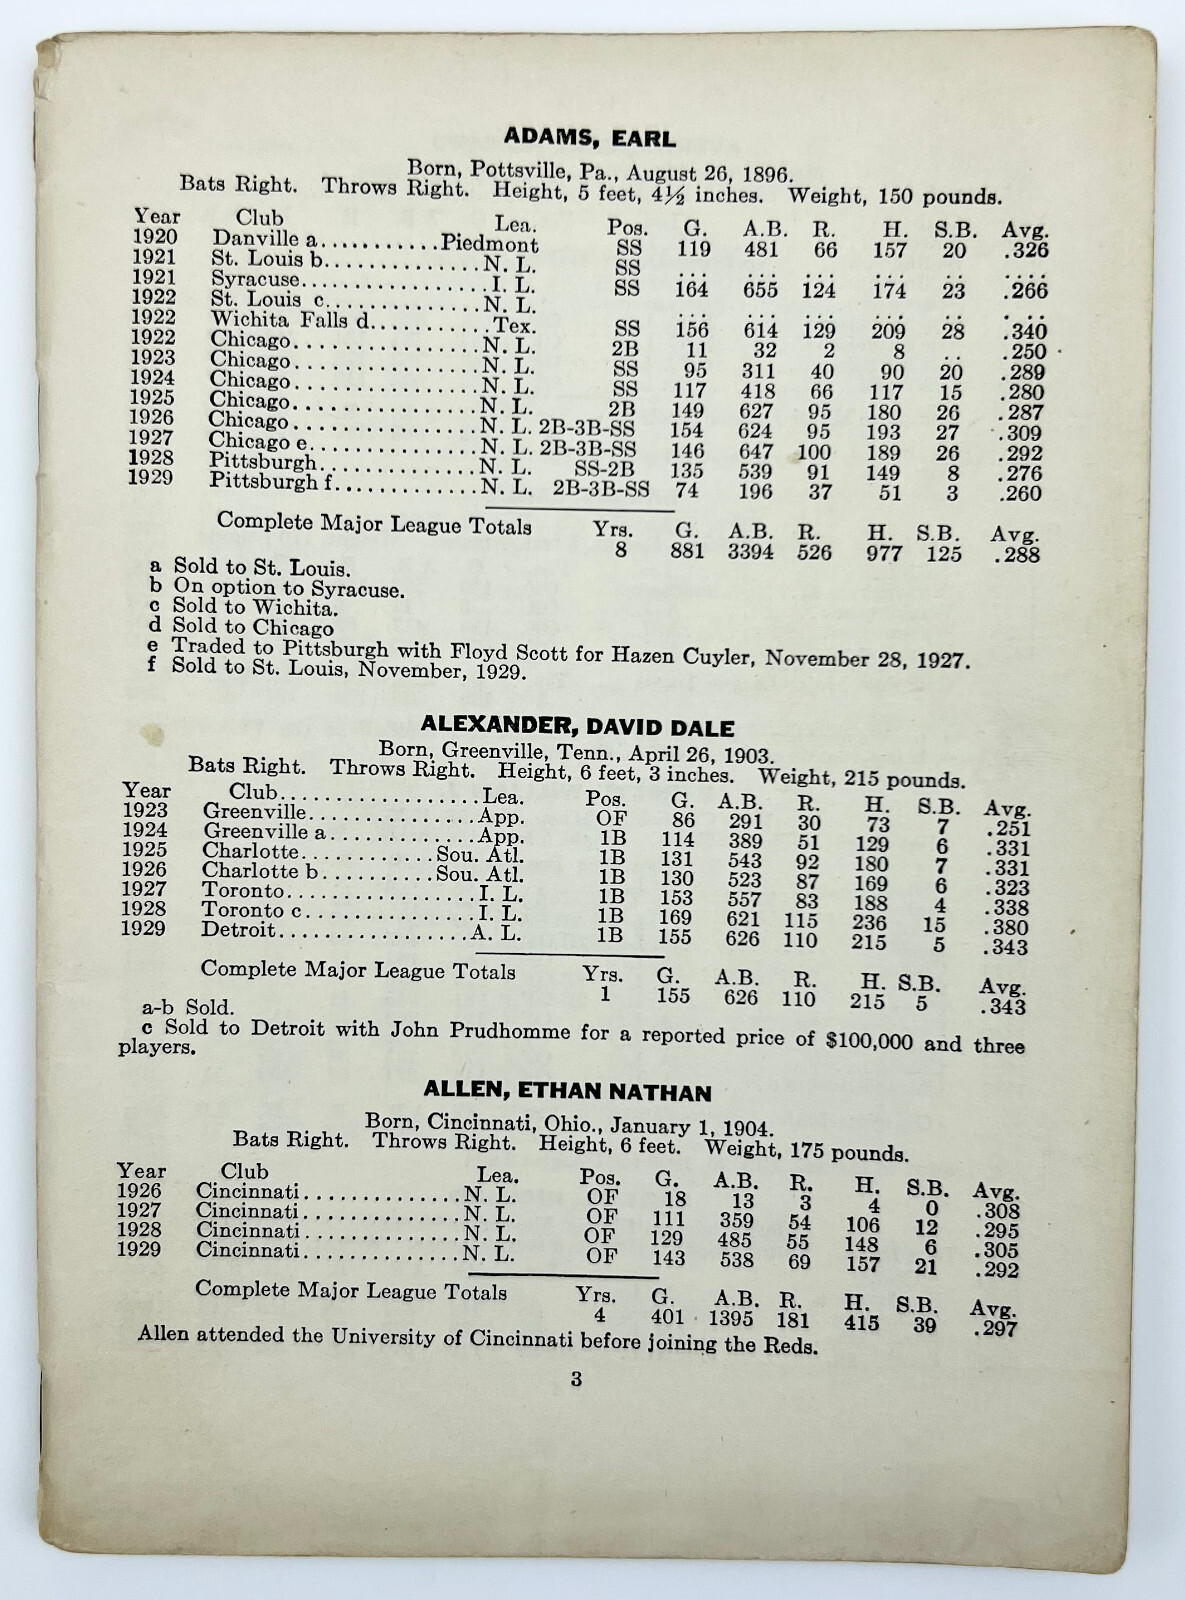 ADAMS, EARL
Born, Pottsville, Pa., August 26, 1896.
Bats Right. Throws Right. Height, 5 feet, 4½ inches. Weight, 150 pounds.
Year Club Lea. Pos. G. A.B. R. H. S.B. Avg.
1920 Danville a...........Piedmont SS 119 481 66 157 20 .326
1921 St. Louis b..............N. L. SS ... ... .. ... .. ....
1921 Syracuse.................I. L. SS 164 655 124 174 23 .266
1922 St. Louis c..............N. L. ... ... ... ... .. . ..
1922 Wichita Falls d...........Tex. SS 156 614 129 209 28 .340
1922 Chicago.................N. L. 2B 11 32 2 8 .. .250
1923 Chicago.................N. L. SS 95 311 40 90 20 .289
1924 Chicago.................N. L. SS 117 418 66 117 15 .280
1925 Chicago.................N. L. 2B 149 627 95 180 26 .287
1926 Chicago.................N. L. 2B-3B-SS 154 624 95 193 27 .309
1927 Chicago e...............N. L. 2B-3B-SS 146 647 100 189 26 .292
1928 Pittsburgh..............N. L. SS-2B 135 539 91 149 8 .276
1929 Pittsburgh f.............N. L. 2B-3B-SS 74 196 37 51 3 .260
Complete Major League Totals Yrs. G. A.B. R. H. S.B. Avg.
8 881 3394 526 977 125 .288
a Sold to St. Louis.
b On option to Syracuse.
c Sold to Wichita.
d Sold to Chicago
e Traded to Pittsburgh with Floyd Scott for Hazen Cuyler, November 28, 1927.
f Sold to St. Louis, November, 1929.
ALEXANDER, DAVID DALE
Born, Greenville, Tenn., April 26, 1903.
Bats Right. Throws Right. Height, 6 feet, 3 inches. Weight, 215 pounds.
Year Club..................Lea. Pos. G. A.B. R. H. S.B. Avg.
1923 Greenville...............App. OF 86 291 30 73 7 .251
1924 Greenville a.............App. 1B 114 389 51 129 6 .331
1925 Charlotte............Sou. Atl. 1B 131 543 92 180 7 .331
1926 Charlotte b..........Sou. Atl. 1B 130 523 87 169 6 .323
1927 Toronto.................I. L. 1B 153 557 83 188 4 .338
1928 Toronto c...............I. L. 1B 169 621 115 236 15 .380
1929 Detroit.................A. L. 1B 155 626 110 215 5 .343
Complete Major League Totals Yrs. G. A.B. R. H. S.B. Avg.
1 155 626 110 215 5 .343
a-b Sold.
c Sold to Detroit with John Prudhomme for a reported price of $100,000 and three
players.
ALLEN, ETHAN NATHAN
Born, Cincinnati, Ohio., January 1, 1904.
Bats Right. Throws Right. Height, 6 feet. Weight, 175 pounds.
Year Club Lea. Pos. G. A.B. R. H. S.B. Avg.
1926 Cincinnati..............N. L. OF 18 13 3 4 0 .308
1927 Cincinnati..............N. L. OF 111 359 54 106 12 .295
1928 Cincinnati..............N. L. OF 129 485 55 148 6 .305
1929 Cincinnati..............N. L. OF 143 538 69 157 21 .292
Complete Major League Totals Yrs. G. A.B. R. H. S.B. Avg.
4 401 1395 181 415 39 .297
Allen attended the University of Cincinnati before joining the Reds.
3